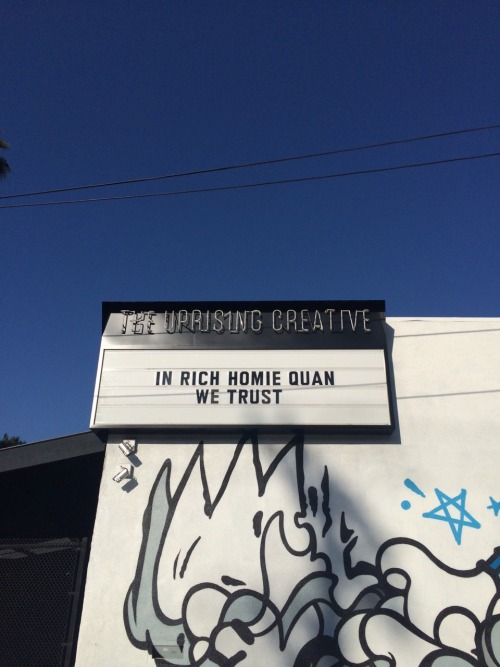 THE UPRISING CREATIVE
IN RICH HOMIE QUAN
WE TRUST